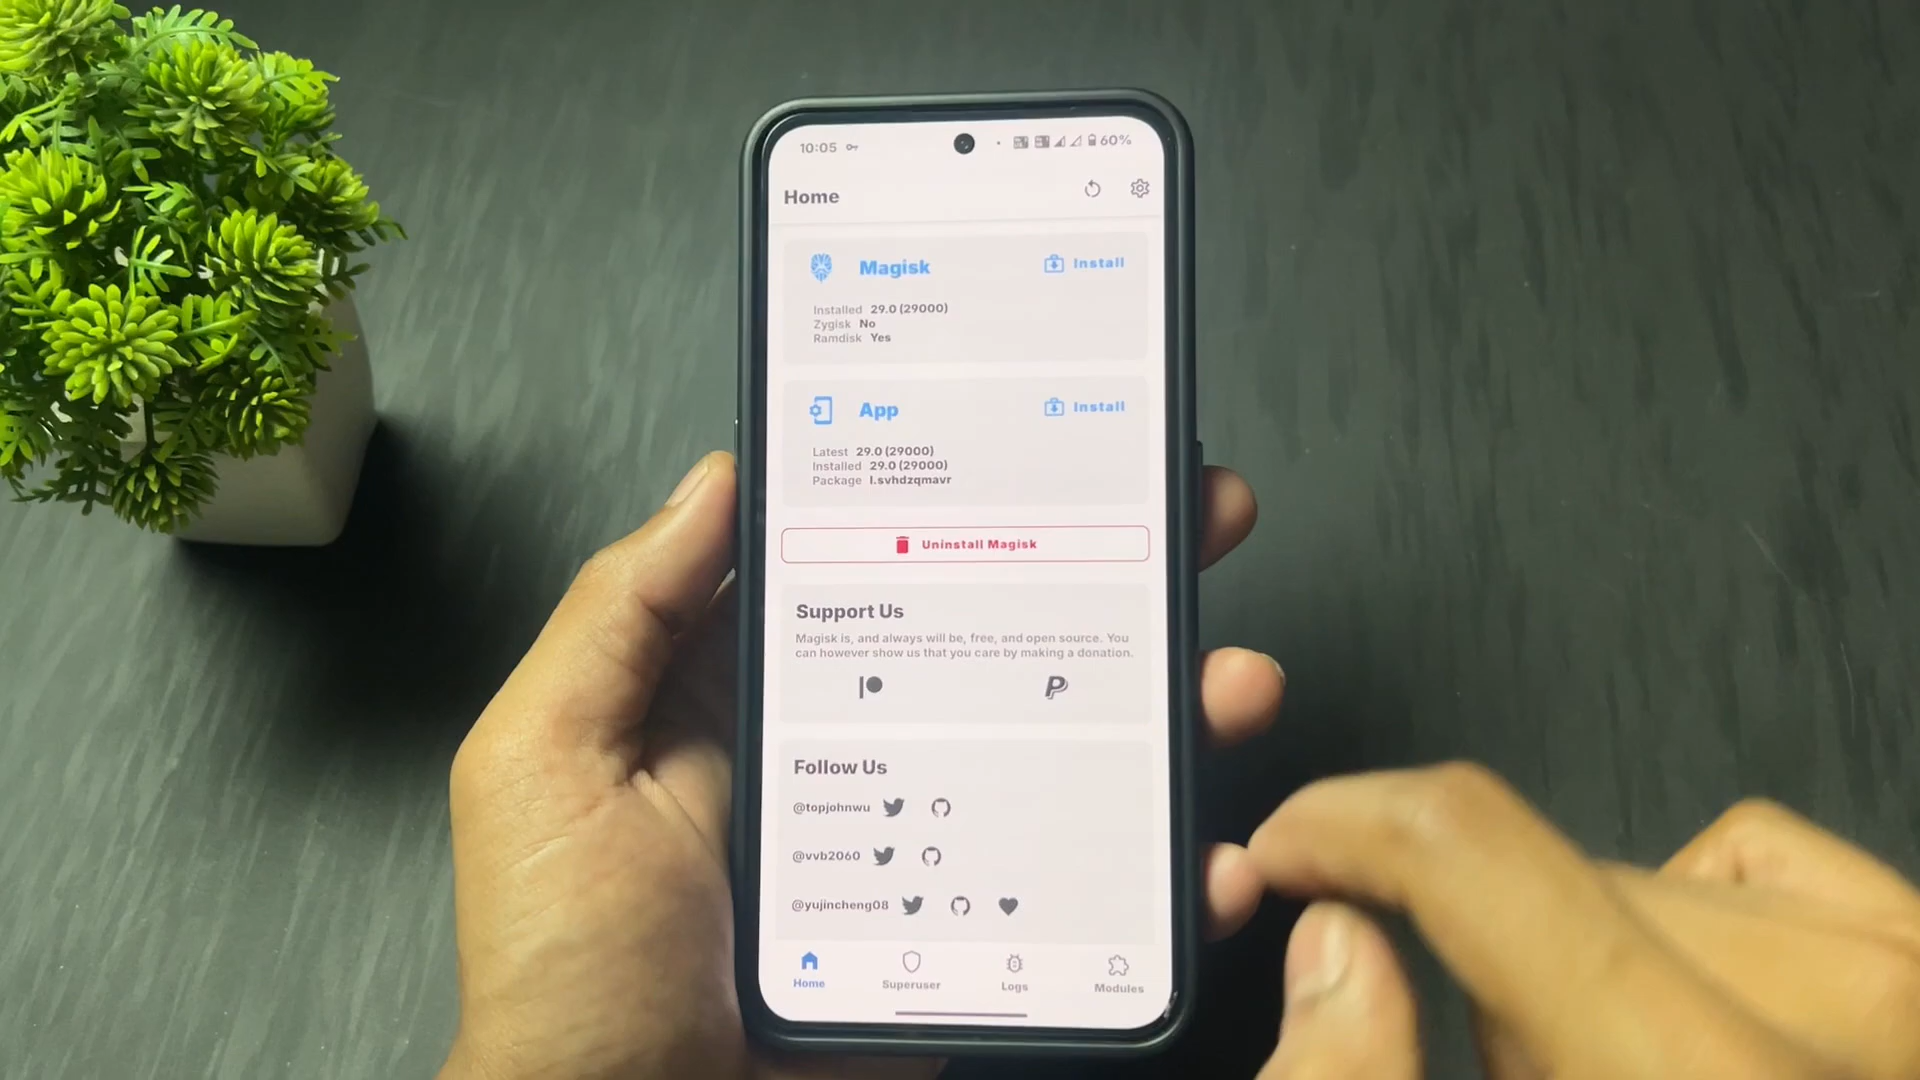 10:05 60%
Home
Magisk Install
Installed 29.0 (29000)
Zygisk No
Ramdisk Yes
App Install
Latest 29.0 (29000)
Installed 29.0 (29000)
Package l.svhdzqmavr
Uninstall Magisk
Support Us
Magisk is, and always will be, free, and open source. You
can however show us that you care by making a donation.
Follow Us
@topjohnwu
@vvb2060
@yujincheng08
Home Superuser Logs Modules